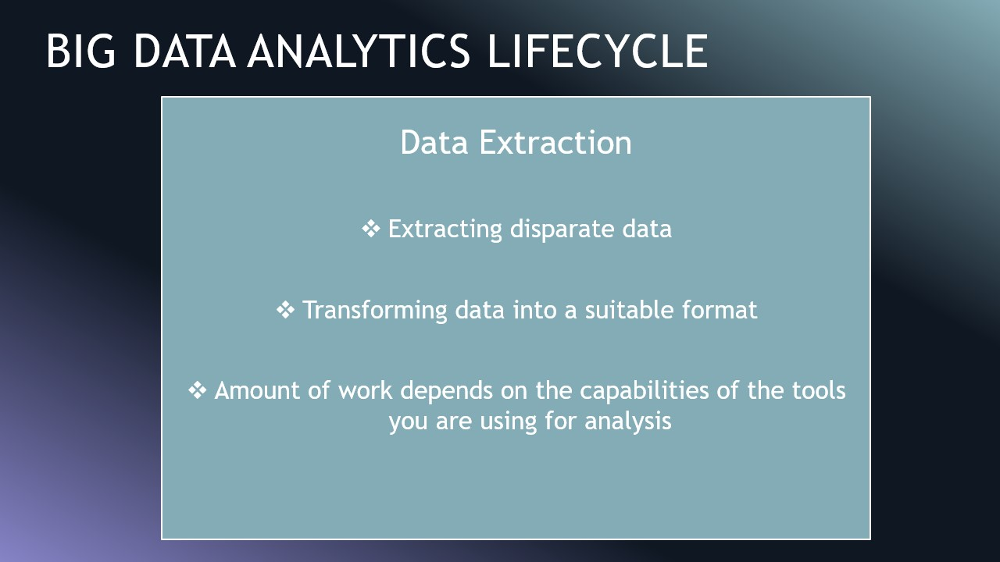 BIG DATA ANALYTICS LIFECYCLE
Data Extraction
❖ Extracting disparate data
❖ Transforming data into a suitable format
❖ Amount of work depends on the capabilities of the tools
you are using for analysis